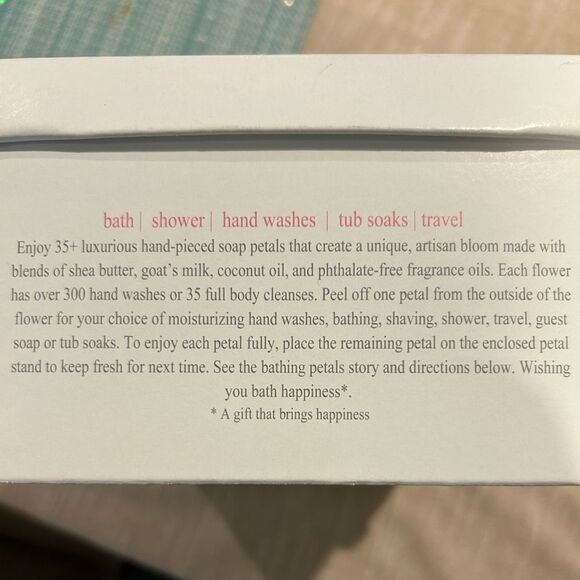 bath | shower | hand washes | tub soaks | travel
Enjoy 35+ luxurious hand-pieced soap petals that create a unique, artisan bloom made with
blends of shea butter, goat's milk, coconut oil, and phthalate-free fragrance oils. Each flower
has over 300 hand washes or 35 full body cleanses. Peel off one petal from the outside of the
flower for your choice of moisturizing hand washes, bathing, shaving, shower, travel, guest
soap or tub soaks. To enjoy each petal fully, place the remaining petal on the enclosed petal
stand to keep fresh for next time. See the bathing petals story and directions below. Wishing
you bath happiness*.
* A gift that brings happiness